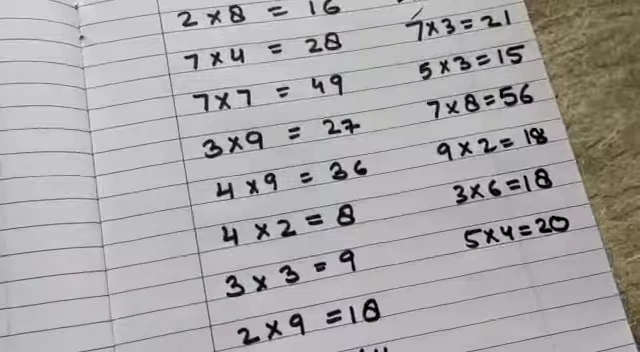 2 × 8 = 16
7 × 4 = 28
7 × 7 = 49
3 × 9 = 27
4 × 9 = 36
4 × 2 = 8
3 × 3 = 9
2 × 9 = 18
7 × 3 = 21
5 × 3 = 15
7 × 8 = 56
9 × 2 = 18
3 × 6 = 18
5 × 4 = 20